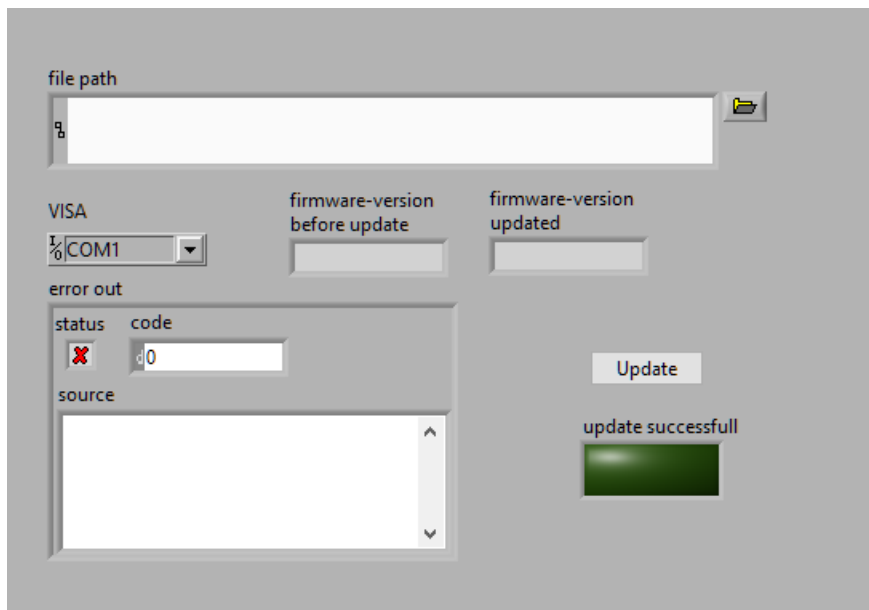 file path
VISA
firmware-version
before update
firmware-version
updated
I/O COM1
error out
status
code
d 0
Update
source
update successfull